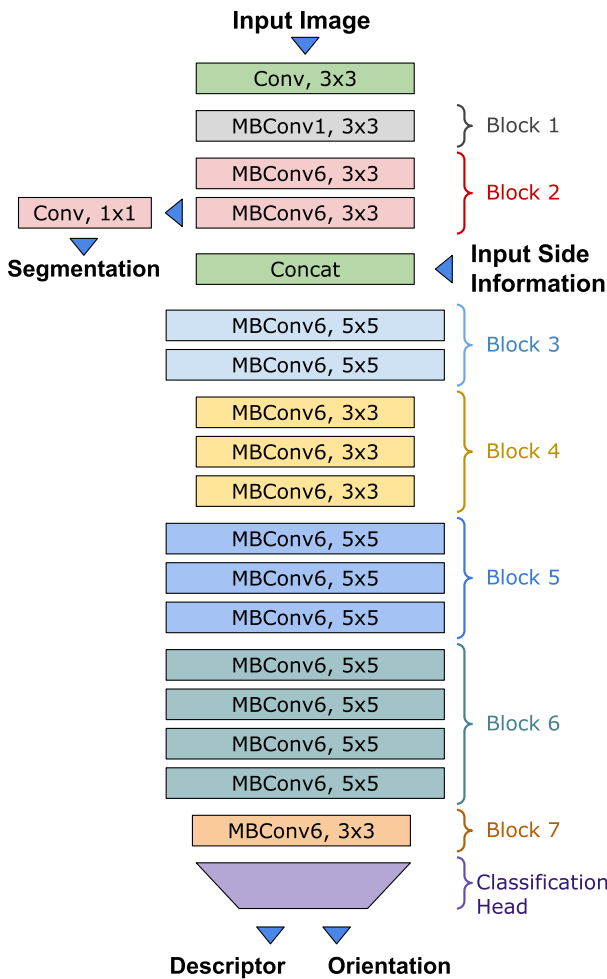 Input Image
Conv, 3x3
MBConv1, 3x3
Block 1
MBConv6, 3x3
MBConv6, 3x3
Block 2
Conv, 1x1
Segmentation
Concat
Input Side
Information
MBConv6, 5x5
MBConv6, 5x5
Block 3
MBConv6, 3x3
MBConv6, 3x3
MBConv6, 3x3
Block 4
MBConv6, 5x5
MBConv6, 5x5
MBConv6, 5x5
Block 5
MBConv6, 5x5
MBConv6, 5x5
MBConv6, 5x5
MBConv6, 5x5
Block 6
MBConv6, 3x3
Block 7
Classification
Head
Descriptor
Orientation